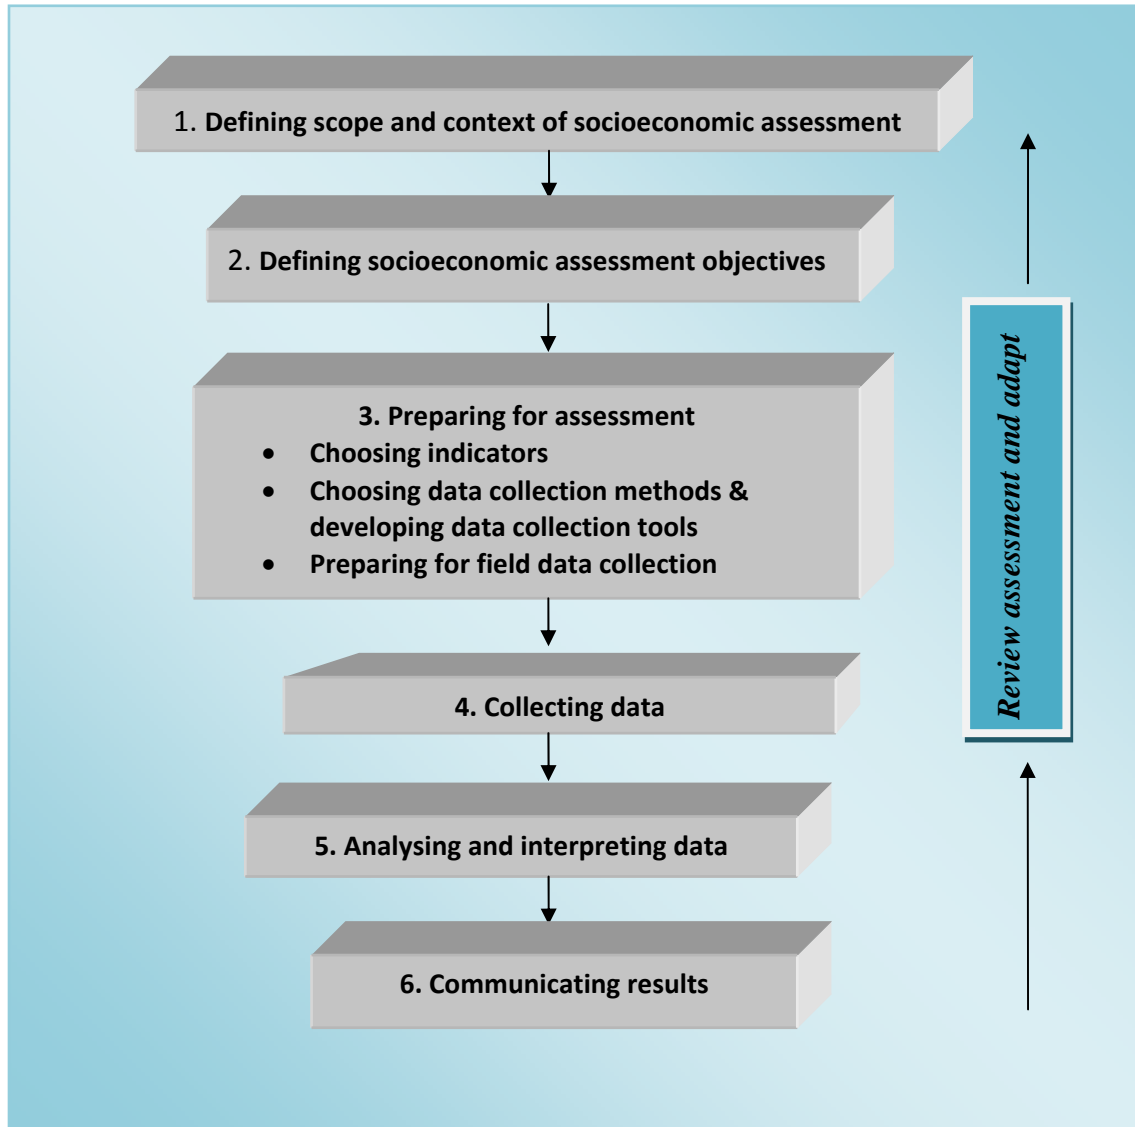 1. Defining scope and context of socioeconomic assessment
2. Defining socioeconomic assessment objectives
3. Preparing for assessment
• Choosing indicators
• Choosing data collection methods &
developing data collection tools
• Preparing for field data collection
4. Collecting data
5. Analysing and interpreting data
6. Communicating results
Review assessment and adapt